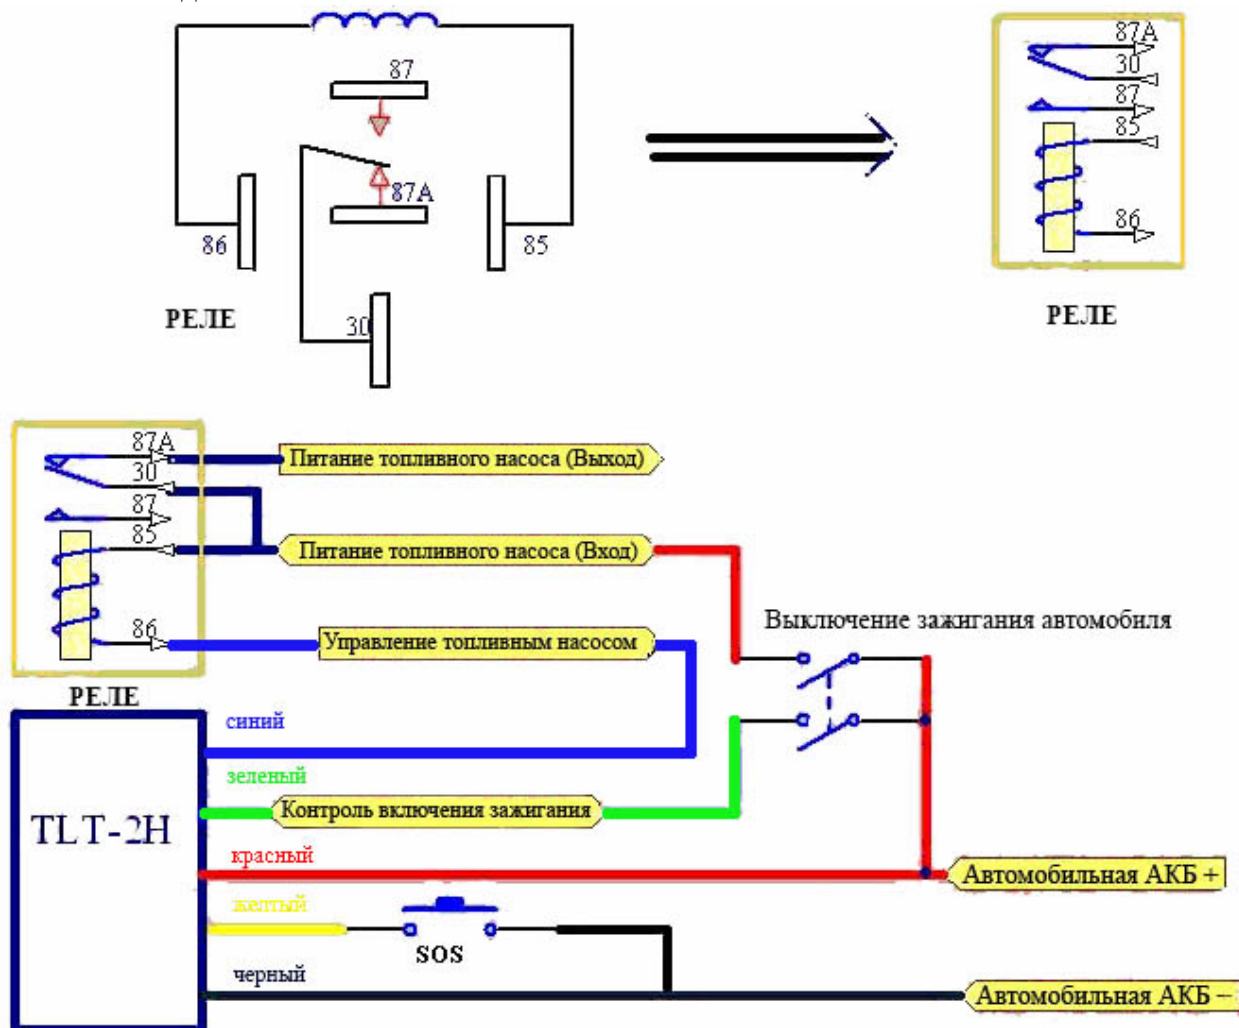 87
87A
86
85
30
РЕЛЕ
87A
30
87
85
86
РЕЛЕ
87A
30
87
85
86
РЕЛЕ
Питание топливного насоса (Выход)
Питание топливного насоса (Вход)
Управление топливным насосом
Выключение зажигания автомобиля
TLT-2H
синий
зеленый
Контроль включения зажигания
красный
Автомобильная АКБ +
желтый
SOS
черный
Автомобильная АКБ –